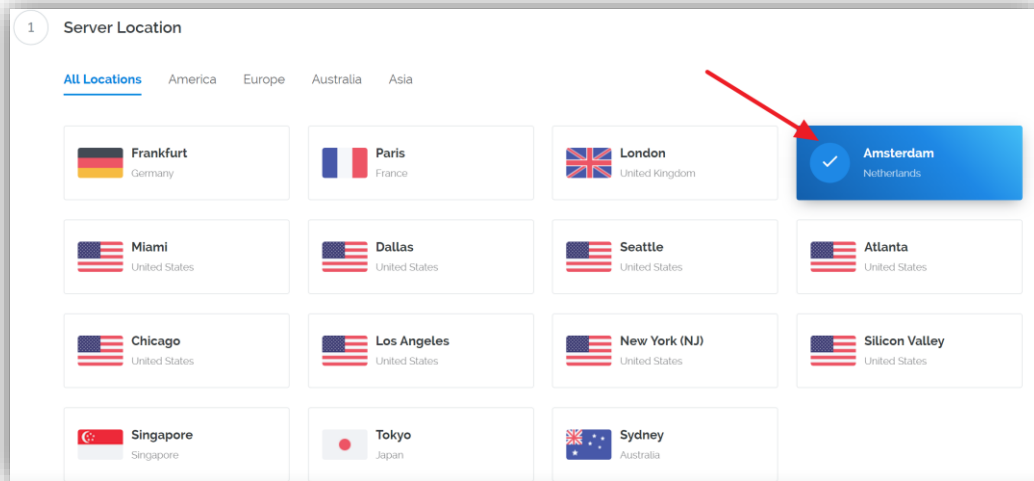 1 Server Location
All Locations America Europe Australia Asia
Frankfurt
Germany
Paris
France
London
United Kingdom
Amsterdam
Netherlands
Miami
United States
Dallas
United States
Seattle
United States
Atlanta
United States
Chicago
United States
Los Angeles
United States
New York (NJ)
United States
Silicon Valley
United States
Singapore
Singapore
Tokyo
Japan
Sydney
Australia